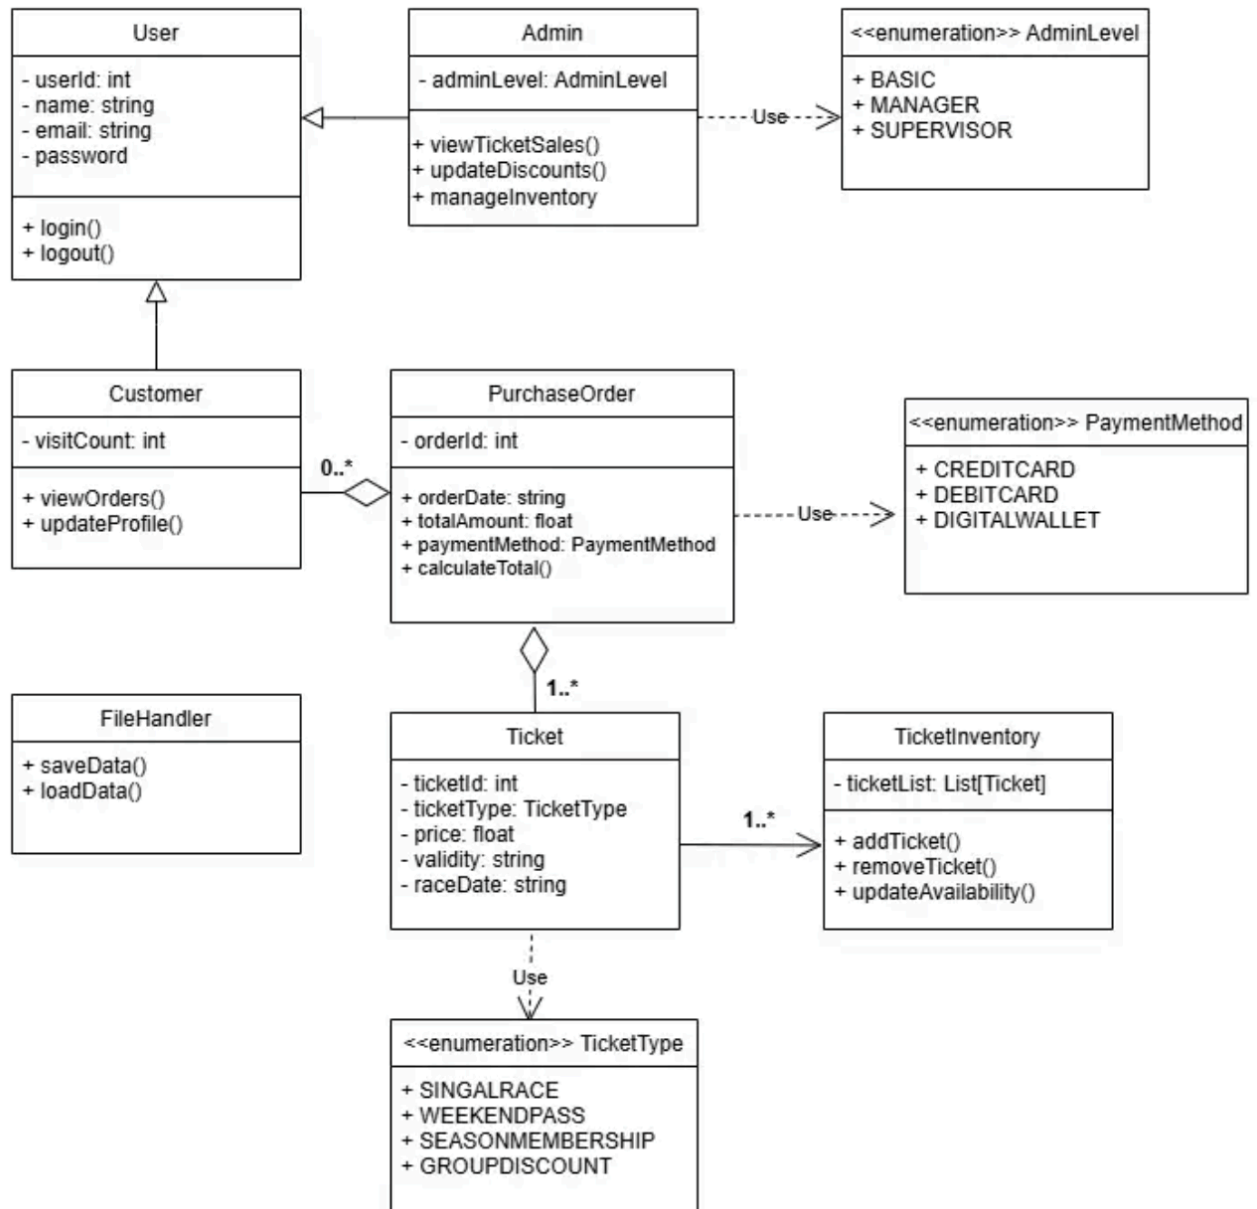 User
- userId: int
- name: string
- email: string
- password
+ login()
+ logout()
Admin
- adminLevel: AdminLevel
+ viewTicketSales()
+ updateDiscounts()
+ manageInventory
Use
<<enumeration>> AdminLevel
+ BASIC
+ MANAGER
+ SUPERVISOR
Customer
- visitCount: int
+ viewOrders()
+ updateProfile()
0..*
PurchaseOrder
- orderId: int
+ orderDate: string
+ totalAmount: float
+ paymentMethod: PaymentMethod
+ calculateTotal()
Use
<<enumeration>> PaymentMethod
+ CREDITCARD
+ DEBITCARD
+ DIGITALWALLET
1..*
FileHandler
+ saveData()
+ loadData()
Ticket
- ticketId: int
- ticketType: TicketType
- price: float
- validity: string
- raceDate: string
1..*
TicketInventory
- ticketList: List[Ticket]
+ addTicket()
+ removeTicket()
+ updateAvailability()
Use
<<enumeration>> TicketType
+ SINGALRACE
+ WEEKENDPASS
+ SEASONMEMBERSHIP
+ GROUPDISCOUNT